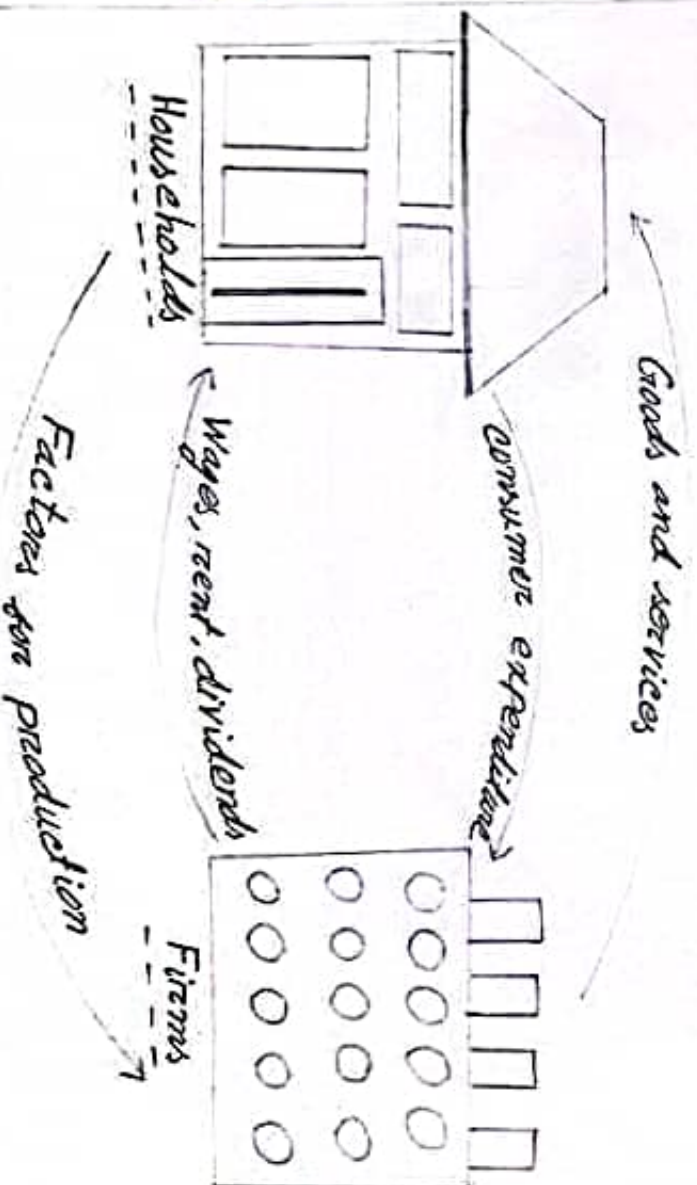 Goods and services
consumer expenditure
Wages, rent, dividends
Households
Firms
Factors for production